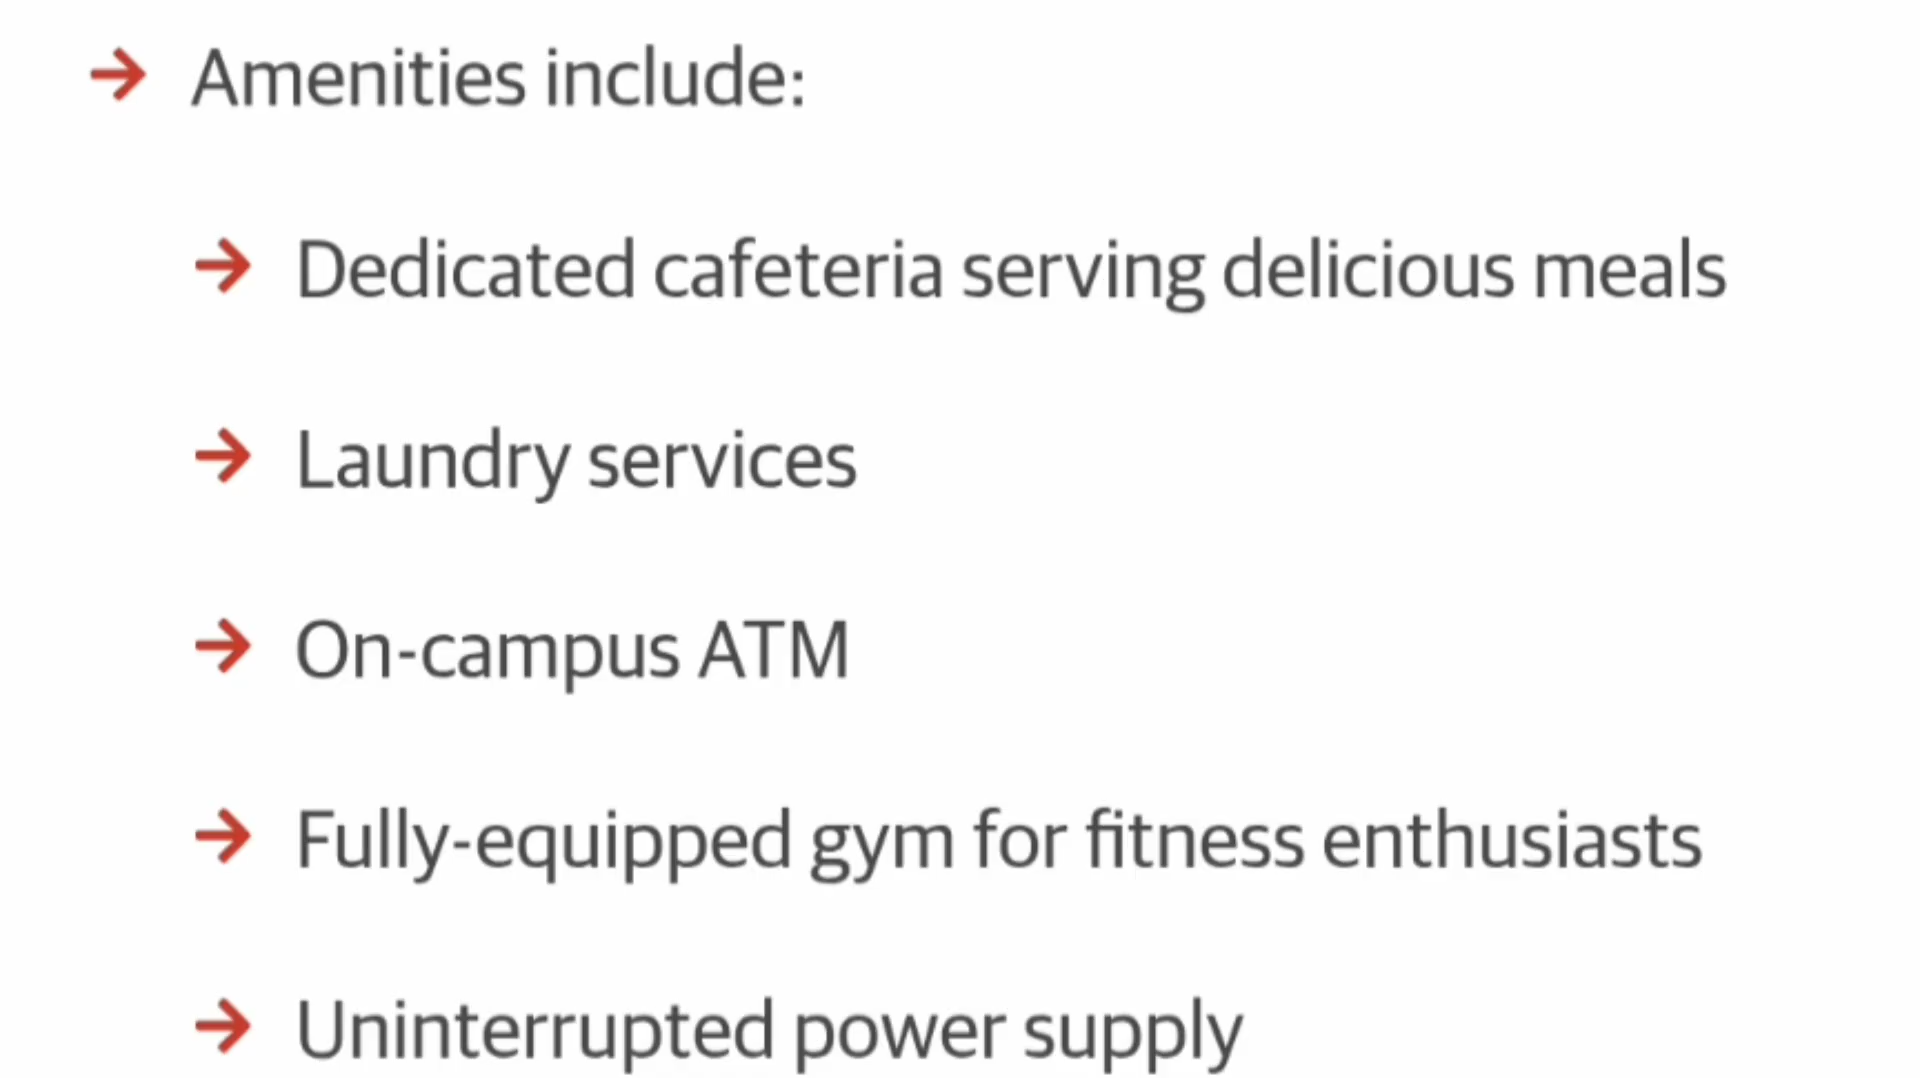 Amenities include:
Dedicated cafeteria serving delicious meals
Laundry services
On-campus ATM
Fully-equipped gym for fitness enthusiasts
Uninterrupted power supply